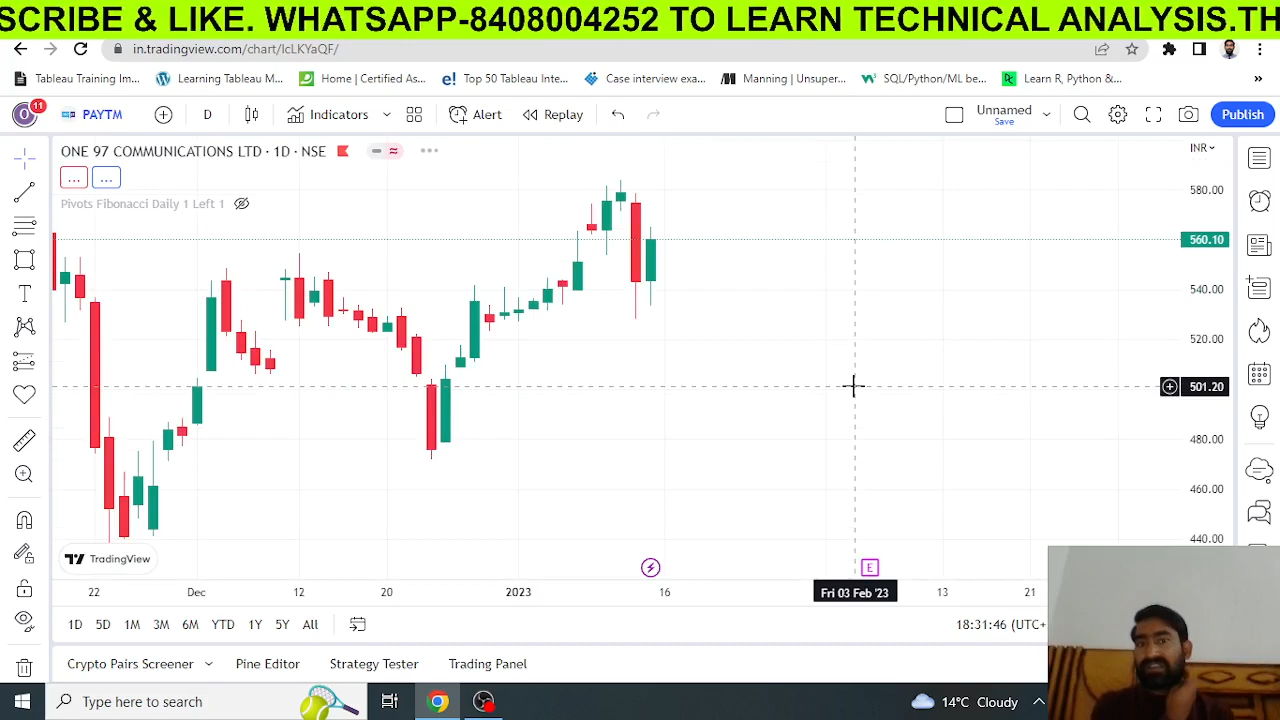 SCRIBE & LIKE. WHATSAPP-8408004252 TO LEARN TECHNICAL ANALYSIS.TH
in.tradingview.com/chart/IcLKYaQF/
Tableau Training Im... Learning Tableau M... Home | Certified As... Top 50 Tableau Inte... Case interview exa... Manning | Unsuper... SQL/Python/ML be... Learn R, Python &... »
11
O PAYTM D Indicators Alert Replay Unnamed Save Publish
ONE 97 COMMUNICATIONS LTD · 1D · NSE INR
... ...
Pivots Fibonacci Daily 1 Left 1
580.00
560.10
540.00
520.00
501.20
480.00
460.00
440.00
TradingView
E
22 Dec 12 20 2023 16 Fri 03 Feb '23 13 21
1D 5D 1M 3M 6M YTD 1Y 5Y All 18:31:46 (UTC+
Crypto Pairs Screener Pine Editor Strategy Tester Trading Panel
Type here to search 14°C Cloudy